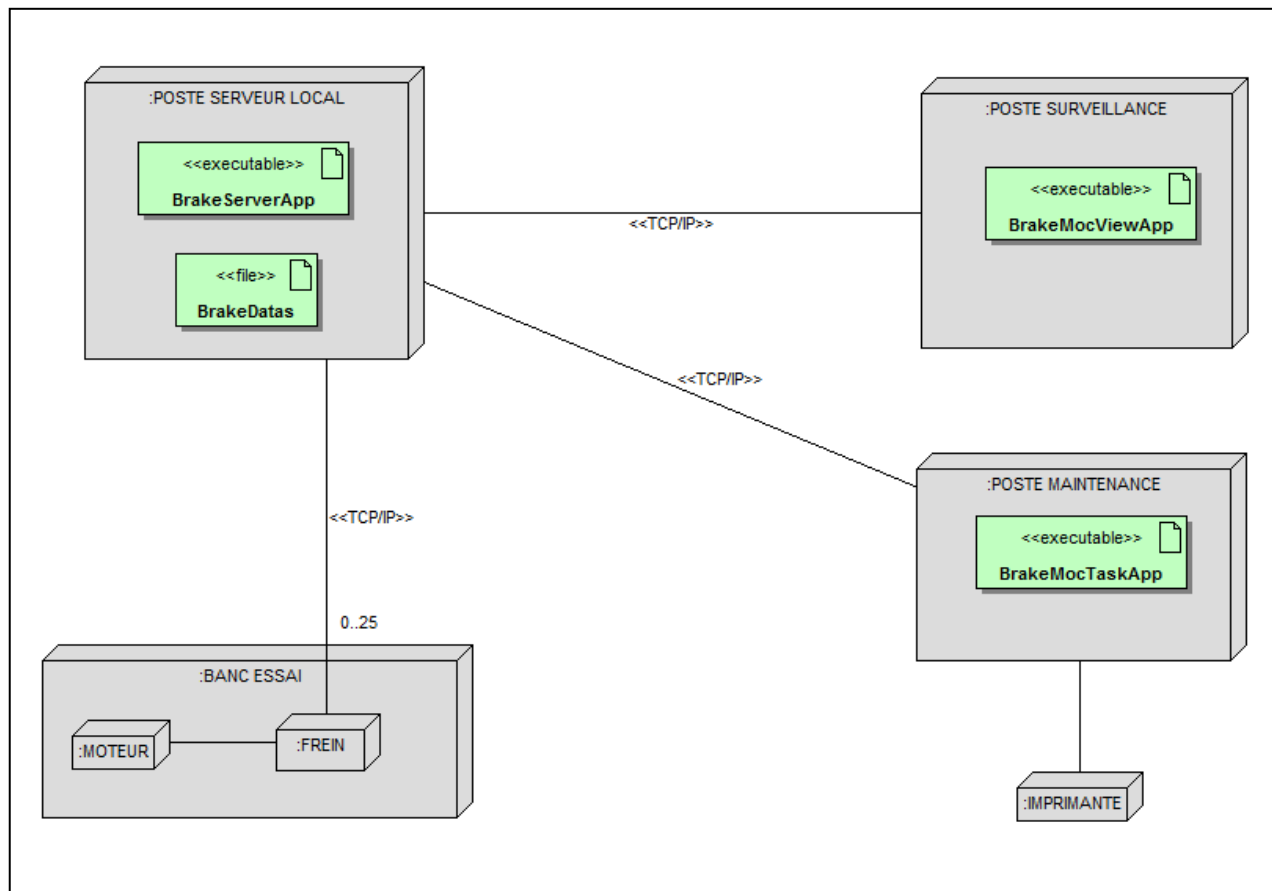 :POSTE SERVEUR LOCAL
<<executable>>
BrakeServerApp
<<file>>
BrakeDatas
:POSTE SURVEILLANCE
<<executable>>
BrakeMocViewApp
<<TCP/IP>>
<<TCP/IP>>
:POSTE MAINTENANCE
<<executable>>
BrakeMocTaskApp
<<TCP/IP>>
0..25
:BANC ESSAI
:MOTEUR
:FREIN
:IMPRIMANTE